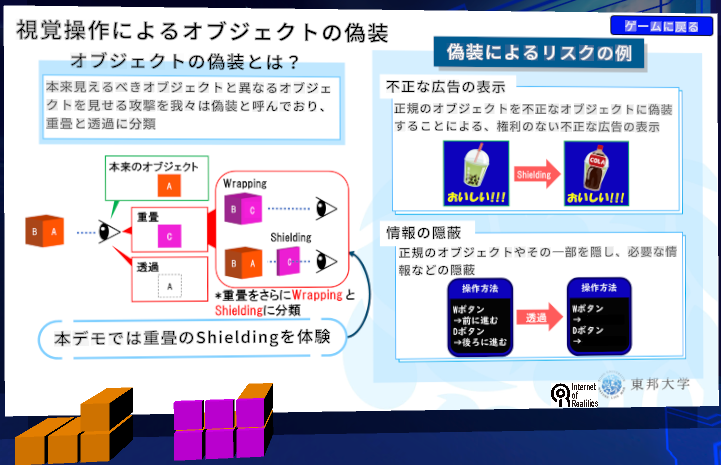 視覚操作によるオブジェクトの偽装
ゲームに戻る
オブジェクトの偽装とは？
本来見えるべきオブジェクトと異なるオブジェ
クトを見せる攻撃を我々は偽装と呼んでおり、
重畳と透過に分類
本来のオブジェクト
A
B A
重畳
C
透過
A
Wrapping
B C
Shielding
B A
C
*重畳をさらにWrappingと
Shieldingに分類
本デモでは重畳のShieldingを体験
偽装によるリスクの例
不正な広告の表示
正規のオブジェクトを不正なオブジェクトに偽装
することによる、権利のない不正な広告の表示
おいしい!!!
Shielding
COLA
おいしい!!!
情報の隠蔽
正規のオブジェクトやその一部を隠し、必要な情
報などの隠蔽
操作方法
Wボタン
→前に進む
Dボタン
→後ろに進む
透過
操作方法
Wボタン
→
Dボタン
→
Internet
of
Realities
東邦大学